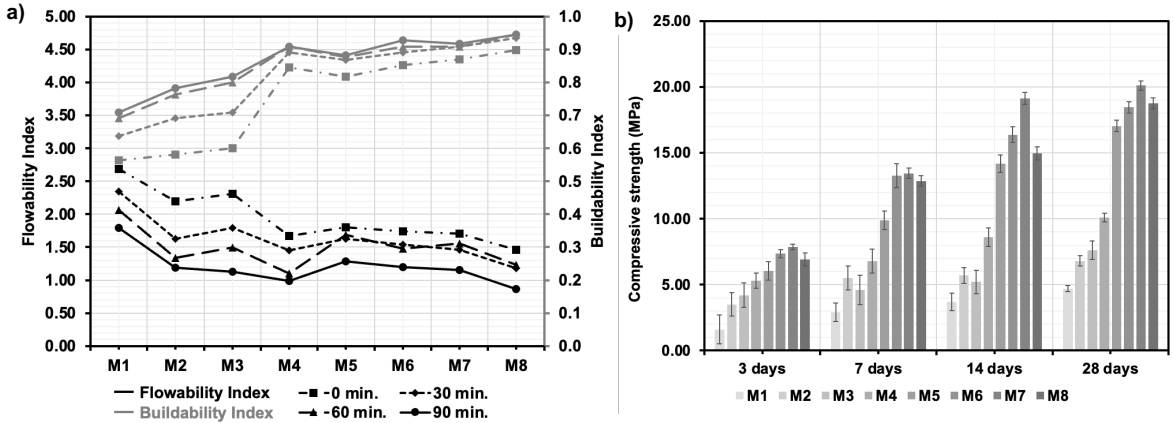 a)
Flowability Index
5.00
4.50
4.00
3.50
3.00
2.50
2.00
1.50
1.00
0.50
0.00
1.0
0.9
0.8
0.7
0.6
0.5
0.4
0.3
0.2
0.1
0.0
Buildability Index
M1 M2 M3 M4 M5 M6 M7 M8
Flowability Index 0 min. 30 min.
Buildability Index 60 min. 90 min.
b)
Compressive strength (MPa)
25.00
20.00
15.00
10.00
5.00
0.00
3 days 7 days 14 days 28 days
M1 M2 M3 M4 M5 M6 M7 M8